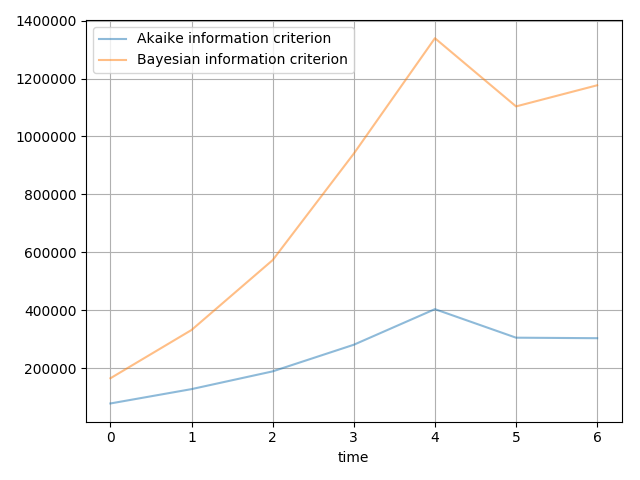 1400000
1200000
1000000
800000
600000
400000
200000
Akaike information criterion
Bayesian information criterion
0 1 2 3 4 5 6
time